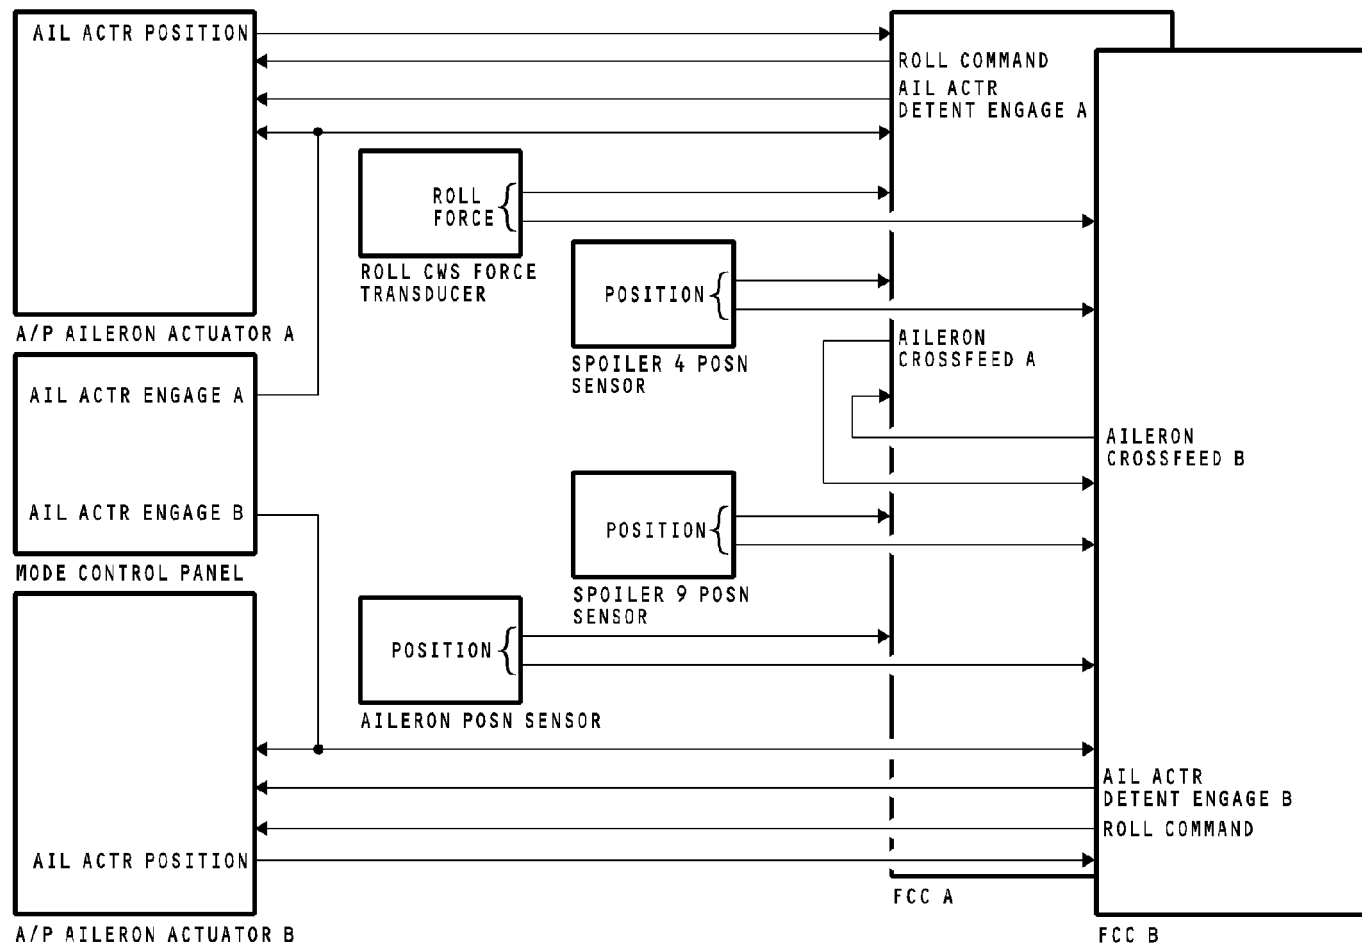 AIL ACTR POSITION
ROLL COMMAND
AIL ACTR
DETENT ENGAGE A
ROLL
FORCE
ROLL CWS FORCE
TRANSDUCER
POSITION
A/P AILERON ACTUATOR A
AILERON
CROSSFEED A
SPOILER 4 POSN
SENSOR
AIL ACTR ENGAGE A
AILERON
CROSSFEED B
AIL ACTR ENGAGE B
POSITION
MODE CONTROL PANEL
SPOILER 9 POSN
SENSOR
POSITION
AILERON POSN SENSOR
AIL ACTR
DETENT ENGAGE B
ROLL COMMAND
AIL ACTR POSITION
FCC A
A/P AILERON ACTUATOR B
FCC B